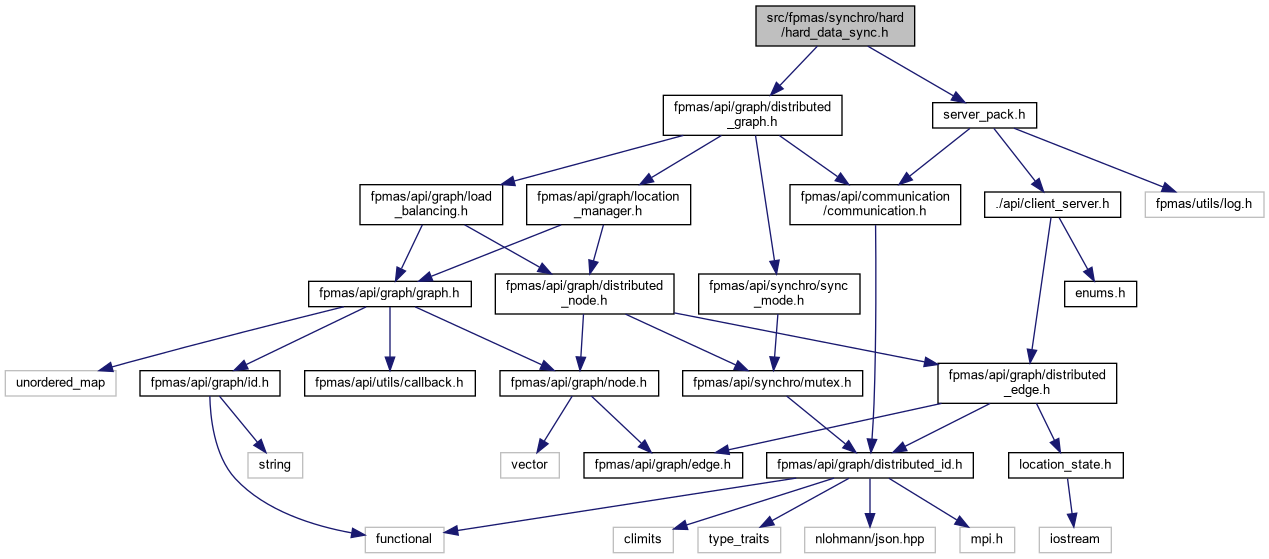 src/fpmas/synchro/hard
/hard_data_sync.h
fpmas/api/graph/distributed
_graph.h
server_pack.h
fpmas/api/graph/load
_balancing.h
fpmas/api/graph/location
_manager.h
fpmas/api/communication
/communication.h
./api/client_server.h
fpmas/utils/log.h
fpmas/api/graph/graph.h
fpmas/api/graph/distributed
_node.h
fpmas/api/synchro/sync
_mode.h
enums.h
unordered_map
fpmas/api/graph/id.h
fpmas/api/utils/callback.h
fpmas/api/graph/node.h
fpmas/api/synchro/mutex.h
fpmas/api/graph/distributed
_edge.h
string
vector
fpmas/api/graph/edge.h
fpmas/api/graph/distributed_id.h
location_state.h
functional
climits
type_traits
nlohmann/json.hpp
mpi.h
iostream